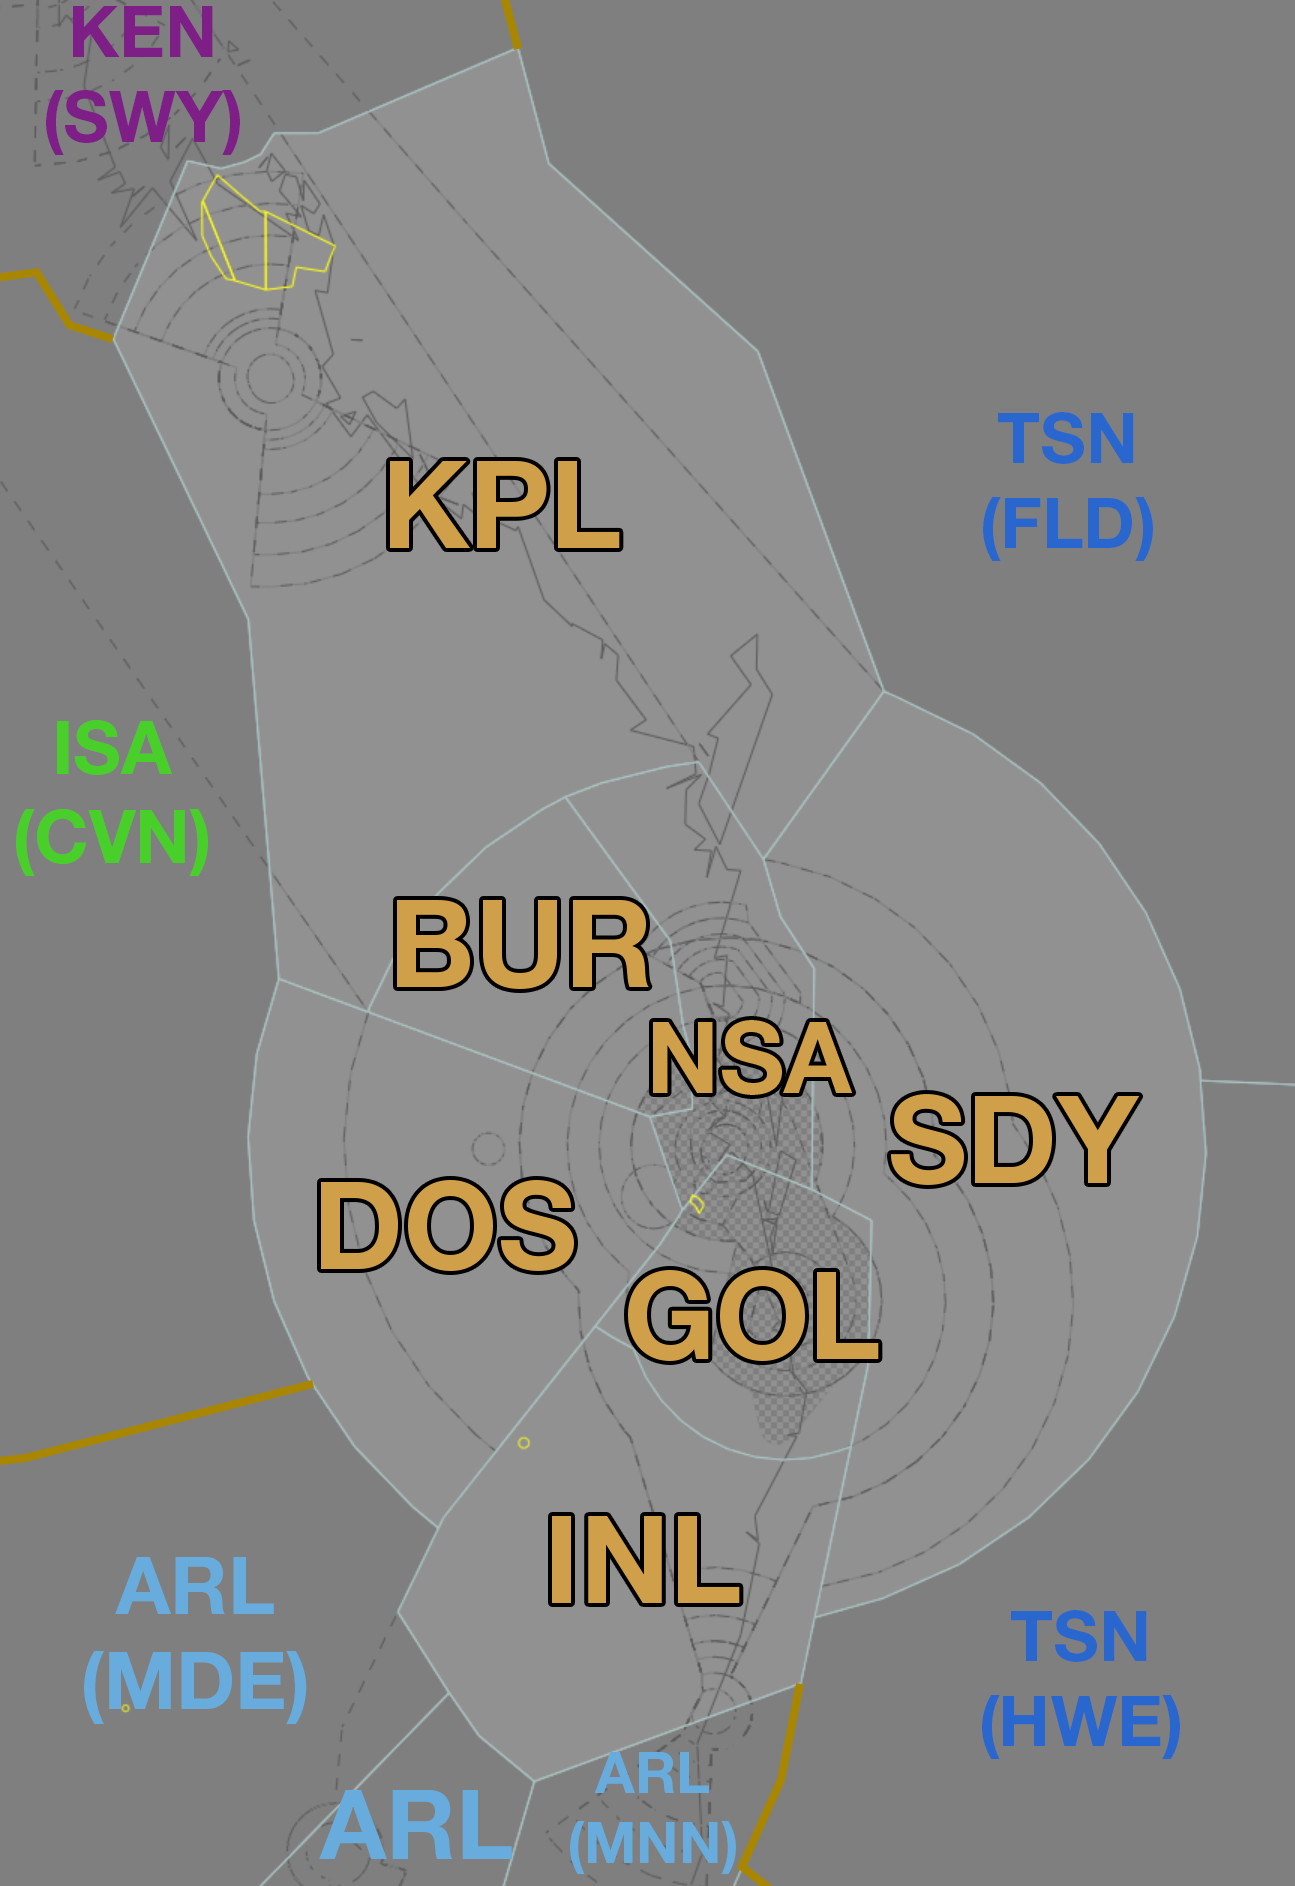 KEN
(SWY)
TSN
(FLD)
KPL
ISA
(CVN)
BUR
NSA
SDY
DOS
GOL
INL
ARL
(MDE)
TSN
(HWE)
ARL
(MNN)
ARL